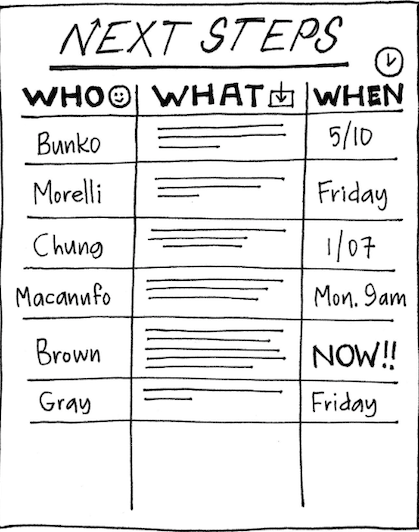 NEXT STEPS
WHO WHAT WHEN
Bunko 5/10
Morelli Friday
Chung 1/07
Macanufo Mon. 9am
Brown NOW!!
Gray Friday